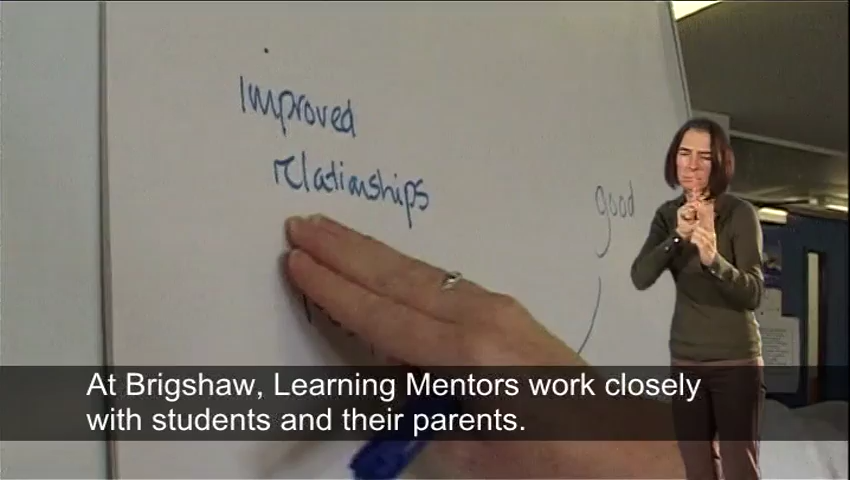 Improved
relationships
good
At Brigshaw, Learning Mentors work closely
with students and their parents.